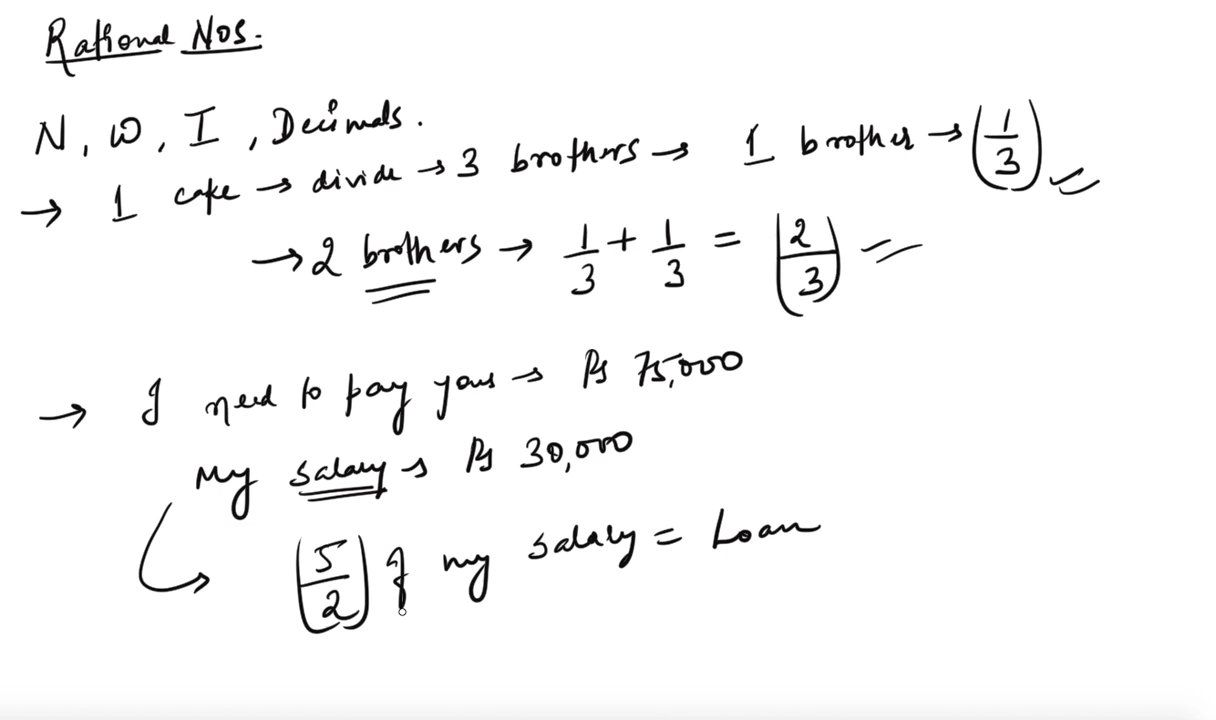 Rational Nos.
N, W, I, Decimals.
→ 1 cake → divide → 3 brothers → 1 brother → (1/3)
→ 2 brothers → 1/3 + 1/3 = (2/3)
→ I need to pay your → Rs 75,000
My salary → Rs 30,000
(5/2) of my salary = Loan